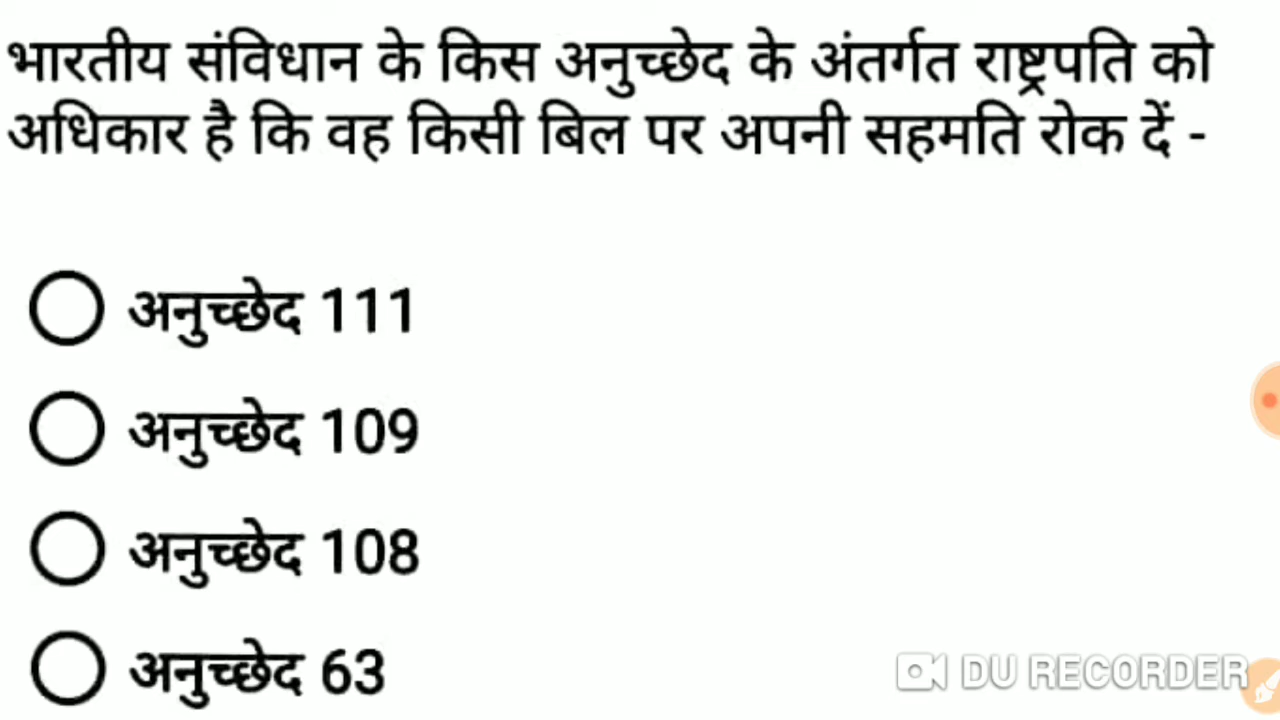 भारतीय संविधान के किस अनुच्छेद के अंतर्गत राष्ट्रपति को
अधिकार है कि वह किसी बिल पर अपनी सहमति रोक दें -
अनुच्छेद 111
अनुच्छेद 109
अनुच्छेद 108
अनुच्छेद 63
DU RECORDER